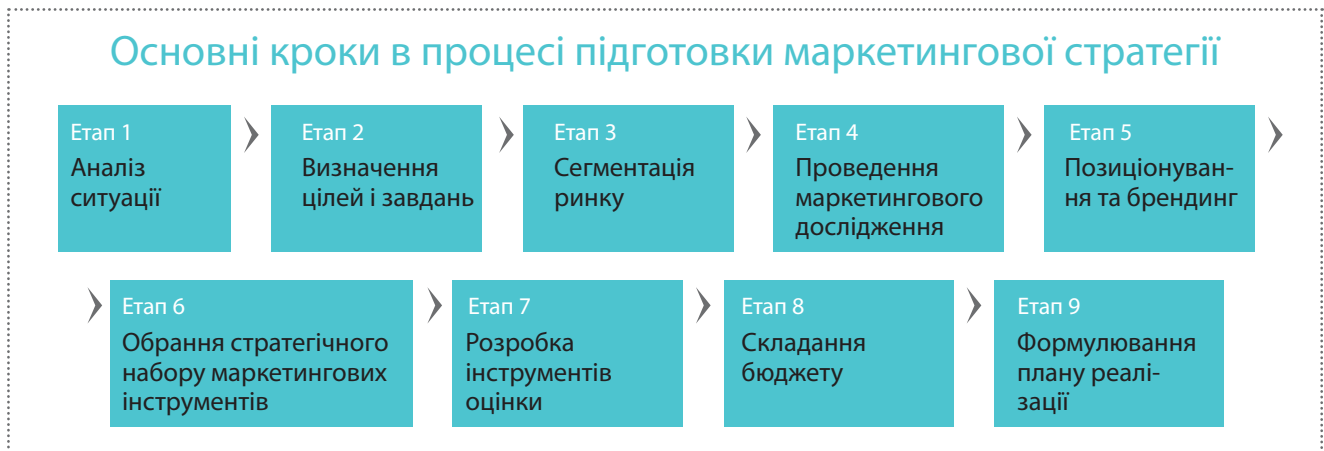 Основні кроки в процесі підготовки маркетингової стратегії
Етап 1
Аналіз
ситуації
Етап 2
Визначення
цілей і завдань
Етап 3
Сегментація
ринку
Етап 4
Проведення
маркетингового
дослідження
Етап 5
Позиціонуван-
ня та брендинг
Етап 6
Обрання стратегічного
набору маркетингових
інструментів
Етап 7
Розробка
інструментів
оцінки
Етап 8
Складання
бюджету
Етап 9
Формулювання
плану реалі-
зації